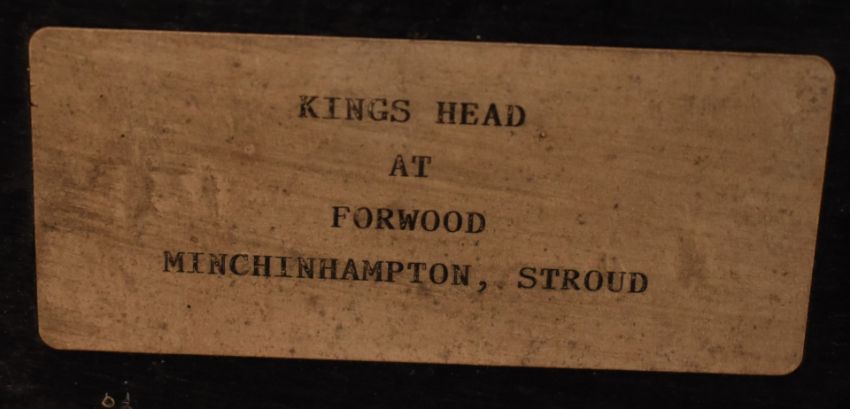 KINGS HEAD
AT
FORWOOD
MINCHINHAMPTON, STROUD